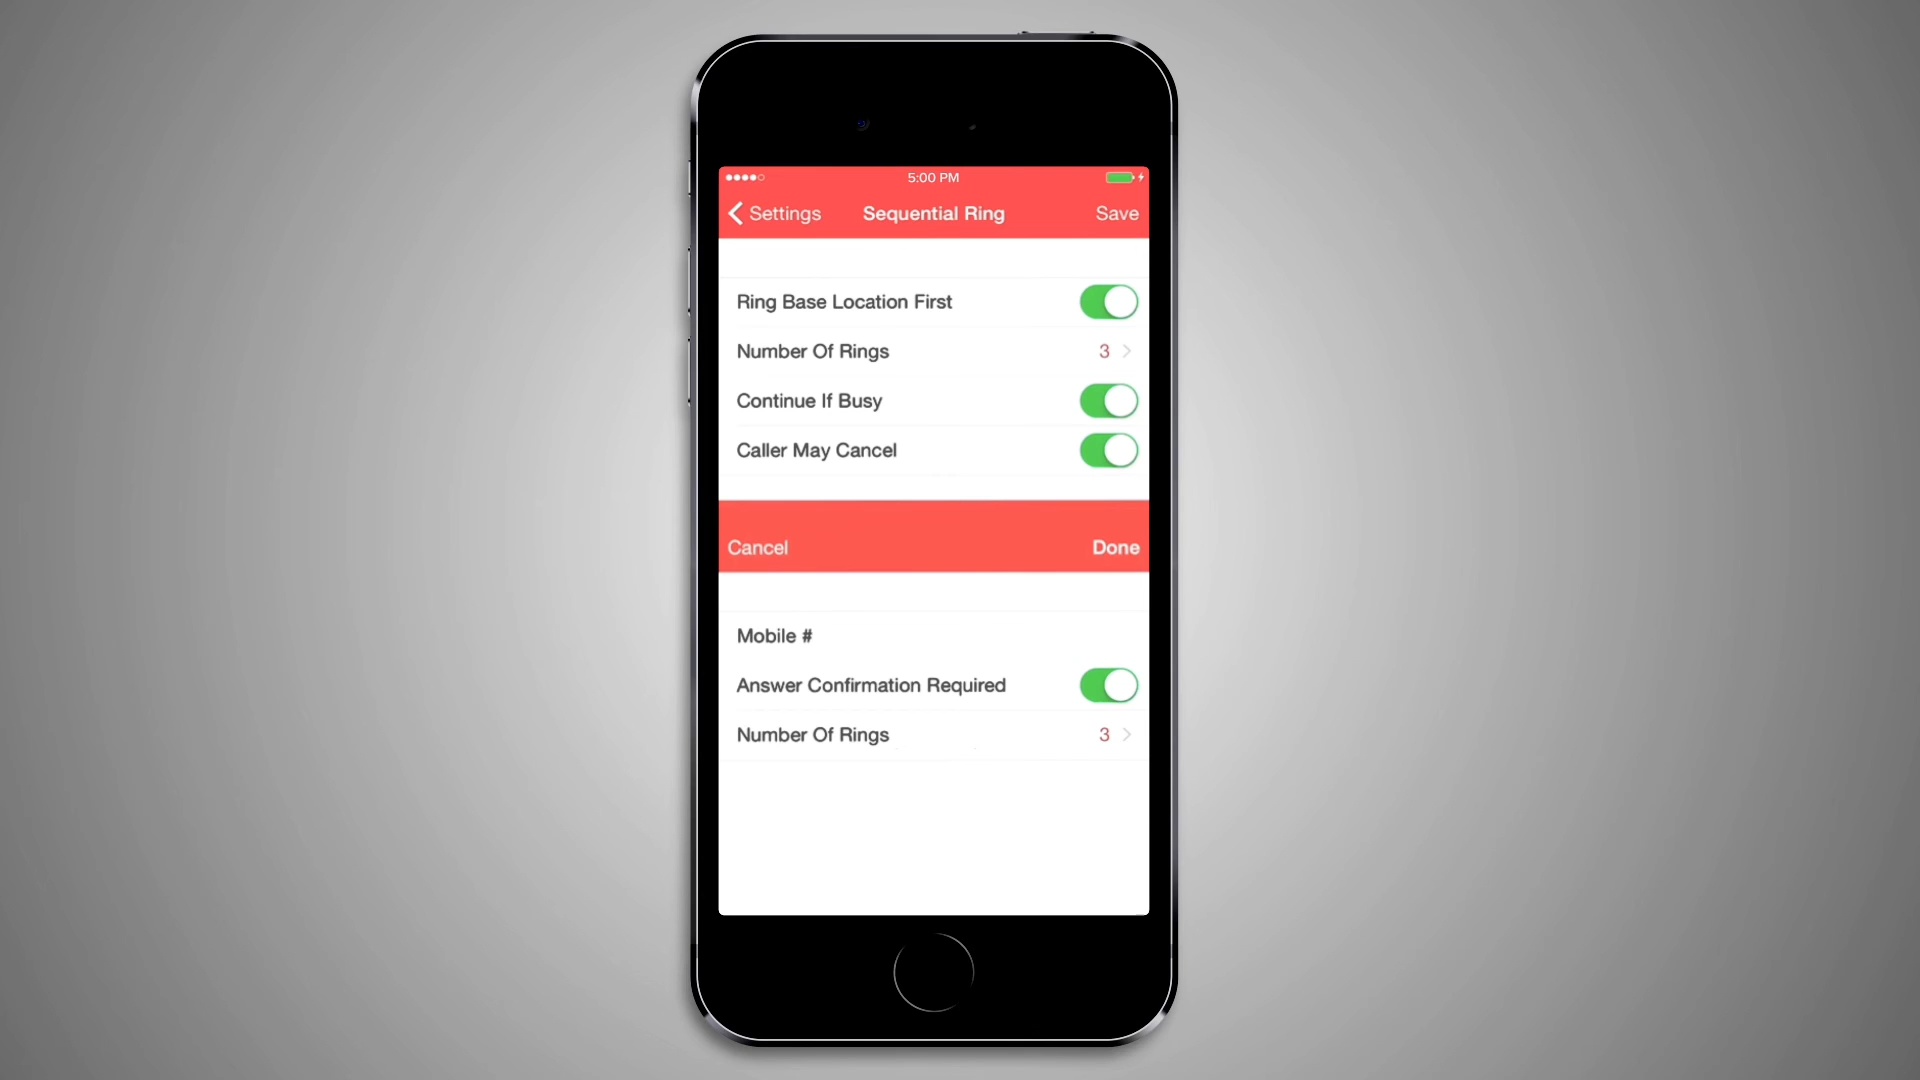 5:00 PM
Settings Sequential Ring Save
Ring Base Location First
Number Of Rings 3
Continue If Busy
Caller May Cancel
Cancel Done
Mobile #
Answer Confirmation Required
Number Of Rings 3